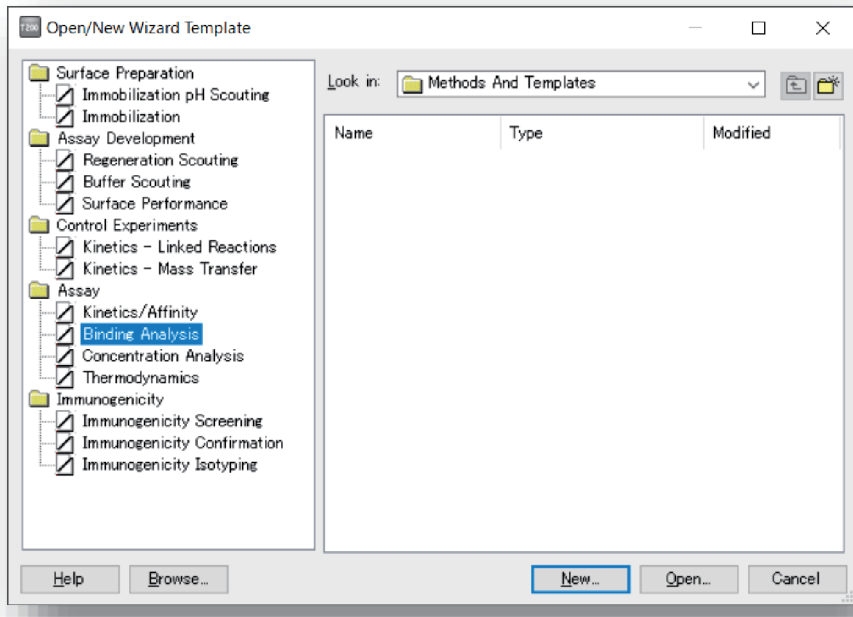 T200 Open/New Wizard Template
Surface Preparation
Immobilization pH Scouting
Immobilization
Assay Development
Regeneration Scouting
Buffer Scouting
Surface Performance
Control Experiments
Kinetics - Linked Reactions
Kinetics - Mass Transfer
Assay
Kinetics/Affinity
Binding Analysis
Concentration Analysis
Thermodynamics
Immunogenicity
Immunogenicity Screening
Immunogenicity Confirmation
Immunogenicity Isotyping
Look in: Methods And Templates
Name Type Modified
Help Browse... New... Open... Cancel